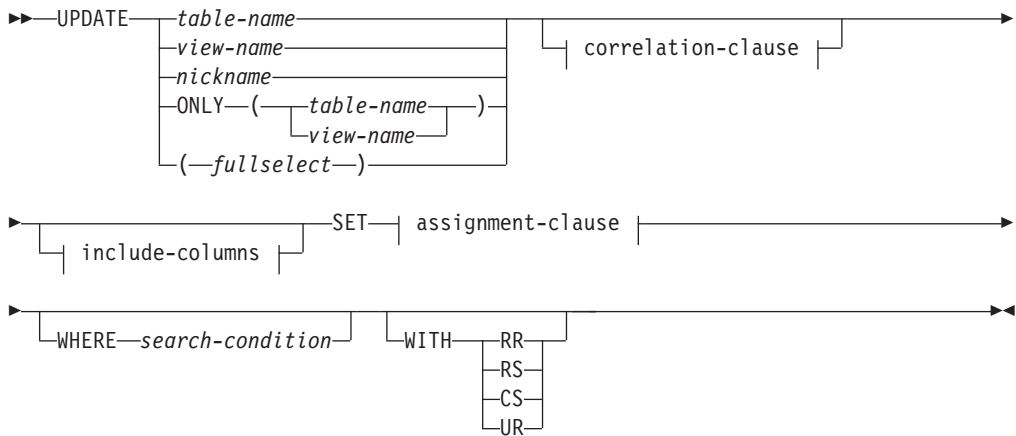 UPDATE table-name
view-name
nickname
ONLY ( table-name )
view-name
( fullselect )
correlation-clause
include-columns
SET assignment-clause
WHERE search-condition
WITH RR
RS
CS
UR